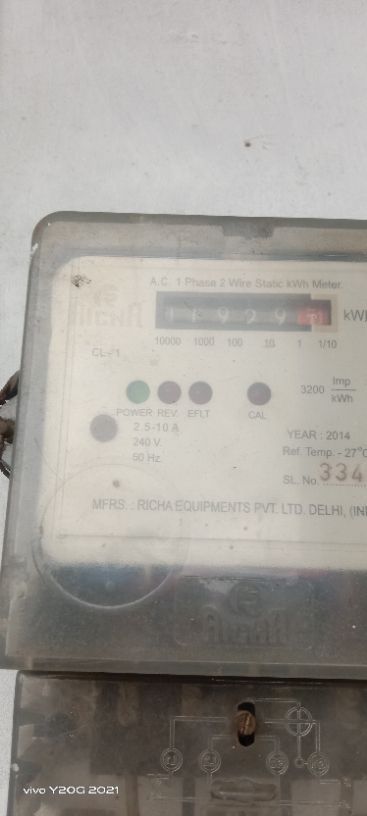 RICHA
A.C. 1 Phase 2 Wire Static kWh Meter.
10000 1000 100 10 1 1/10
CL-1
3200 Imp/kWh
POWER REV. EFLT CAL
2.5-10 A
240 V.
50 Hz.
YEAR : 2014
Ref. Temp. - 27°C
SL. No. 334
MFRS. : RICHA EQUIPMENTS PVT. LTD. DELHI,
vivo Y20G 2021